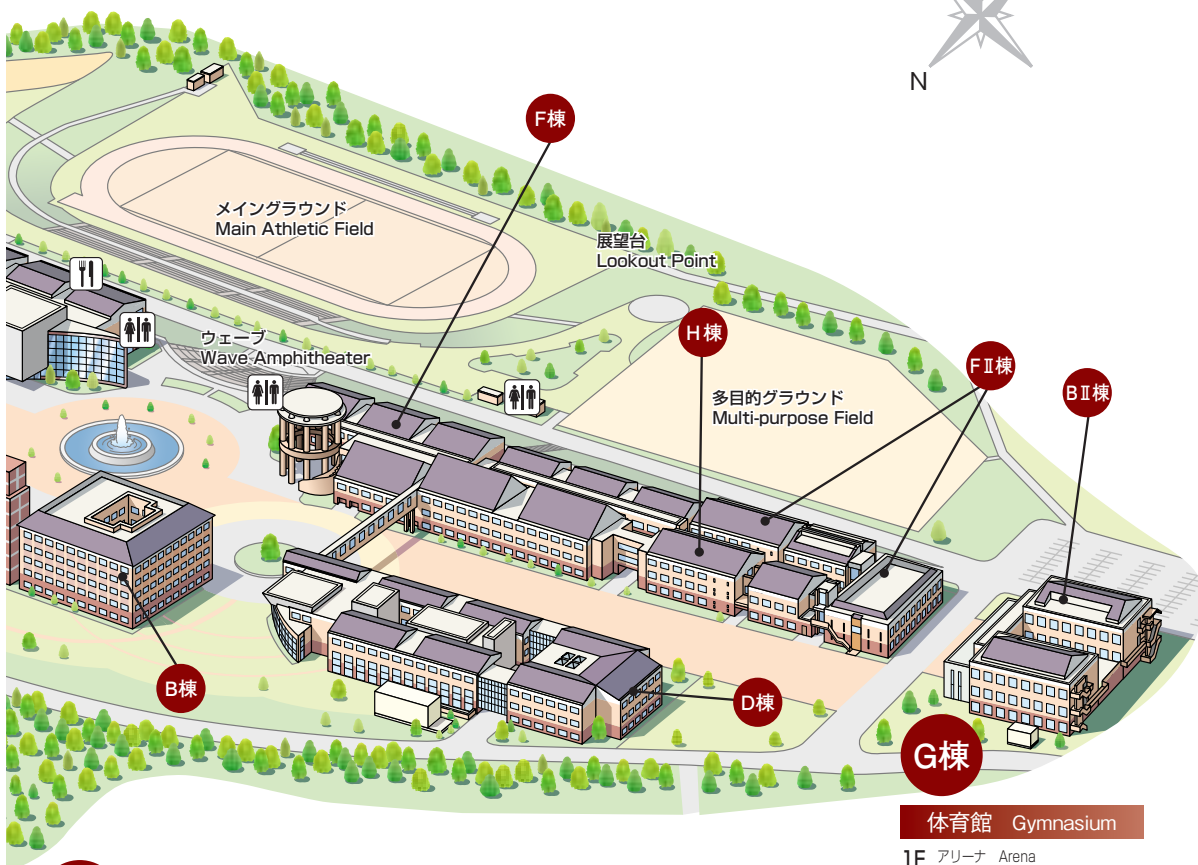 N
F棟
メイングラウンド
Main Athletic Field
展望台
Lookout Point
H棟
ウェーブ
Wave Amphitheater
FⅡ棟
BⅡ棟
多目的グラウンド
Multi-purpose Field
B棟
D棟
G棟
体育館 Gymnasium
1F アリーナ Arena